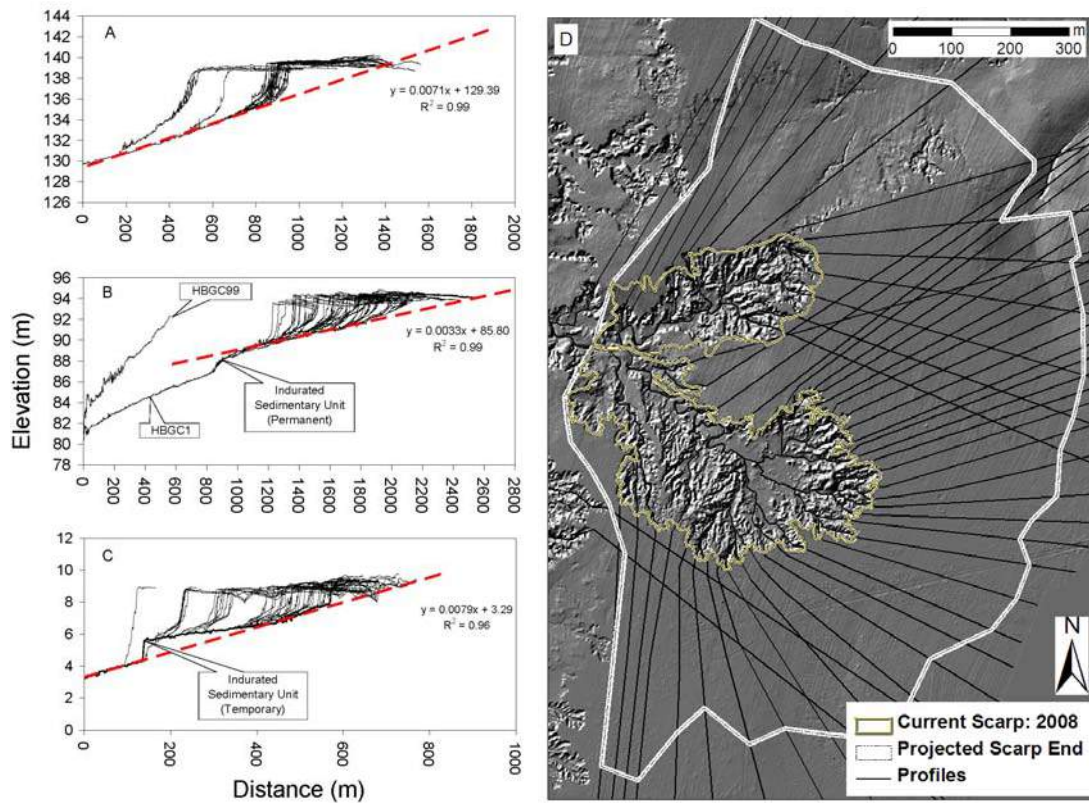 A
144
142
140
138
136
134
132
130
128
126
y = 0.0071x + 129.39
R² = 0.99
0
200
400
600
800
1000
1200
1400
1600
1800
2000
Elevation (m)
B
96
94
92
90
88
86
84
82
80
78
HBGC99
y = 0.0033x + 85.80
R² = 0.99
Indurated
Sedimentary Unit
(Permanent)
HBGC1
0
200
400
600
800
1000
1200
1400
1600
1800
2000
2200
2400
2600
2800
C
12
10
8
6
4
2
0
y = 0.0079x + 3.29
R² = 0.96
Indurated
Sedimentary Unit
(Temporary)
0
200
400
600
800
1000
Distance (m)
D
m
0 100 200 300
N
Current Scarp: 2008
Projected Scarp End
Profiles